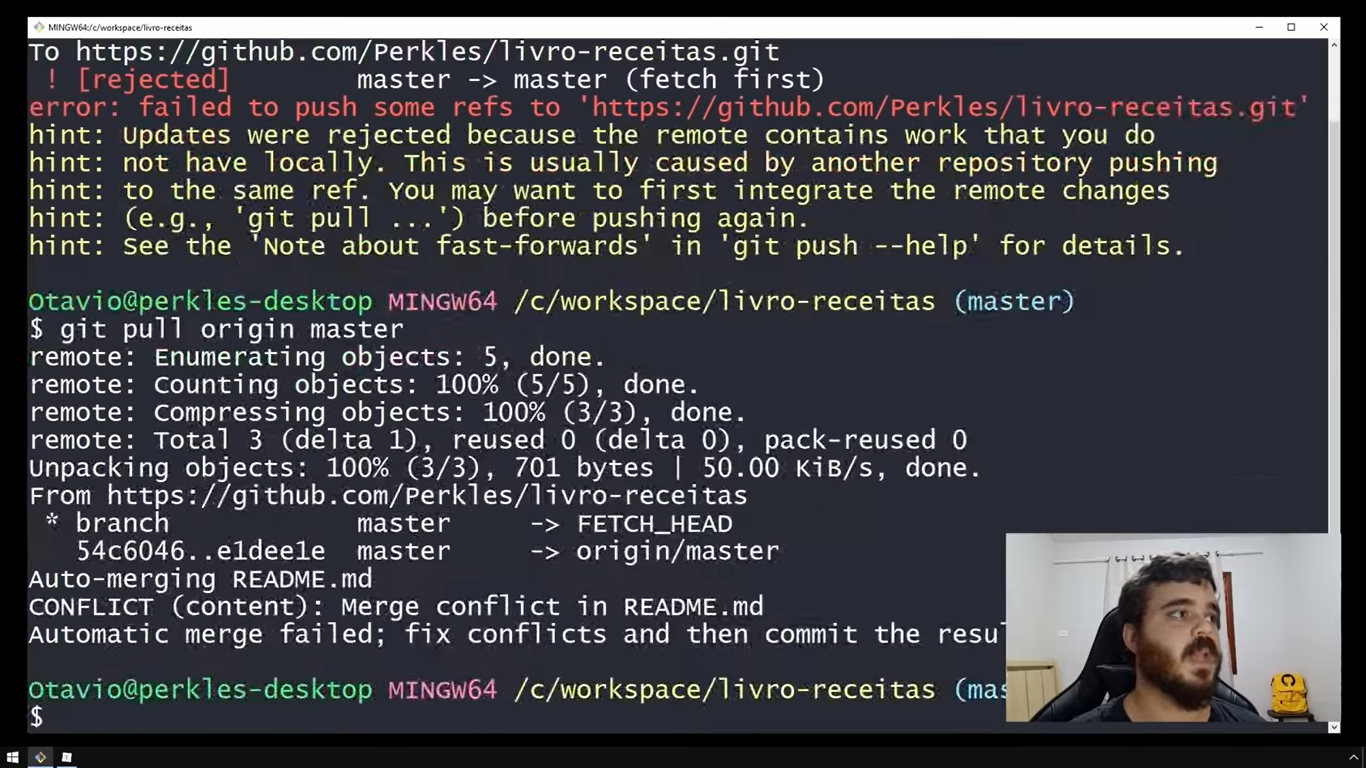 MINGW64:/c/workspace/livro-receitas
To https://github.com/Perkles/livro-receitas.git
! [rejected] master -> master (fetch first)
error: failed to push some refs to 'https://github.com/Perkles/livro-receitas.git'
hint: Updates were rejected because the remote contains work that you do
hint: not have locally. This is usually caused by another repository pushing
hint: to the same ref. You may want to first integrate the remote changes
hint: (e.g., 'git pull ...') before pushing again.
hint: See the 'Note about fast-forwards' in 'git push --help' for details.
Otavio@perkles-desktop MINGW64 /c/workspace/livro-receitas (master)
$ git pull origin master
remote: Enumerating objects: 5, done.
remote: Counting objects: 100% (5/5), done.
remote: Compressing objects: 100% (3/3), done.
remote: Total 3 (delta 1), reused 0 (delta 0), pack-reused 0
Unpacking objects: 100% (3/3), 701 bytes | 50.00 KiB/s, done.
From https://github.com/Perkles/livro-receitas
* branch master -> FETCH_HEAD
54c6046..e1dee1e master -> origin/master
Auto-merging README.md
CONFLICT (content): Merge conflict in README.md
Automatic merge failed; fix conflicts and then commit the resu
Otavio@perkles-desktop MINGW64 /c/workspace/livro-receitas (mas
$